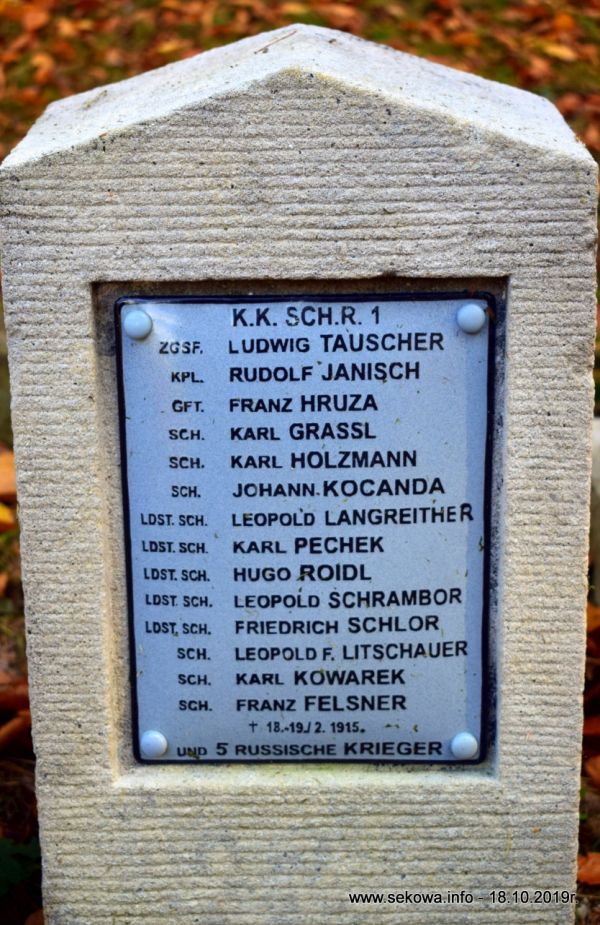 K.K. SCH.R. 1
ZGSF. LUDWIG TAUSCHER
KPL. RUDOLF JANISCH
GFT. FRANZ HRUZA
SCH. KARL GRASSL
SCH. KARL HOLZMANN
SCH. JOHANN KOCANDA
LDST. SCH. LEOPOLD LANGREITHER
LDST. SCH. KARL PECHEK
LDST. SCH. HUGO ROIDL
LDST. SCH. LEOPOLD SCHRAMBOR
LDST. SCH. FRIEDRICH SCHLOR
SCH. LEOPOLD F. LITSCHAUER
SCH. KARL KOWAREK
SCH. FRANZ FELSNER
† 18.-19./2. 1915.
UND 5 RUSSISCHE KRIEGER
www.sekowa.info - 18.10.2019r.